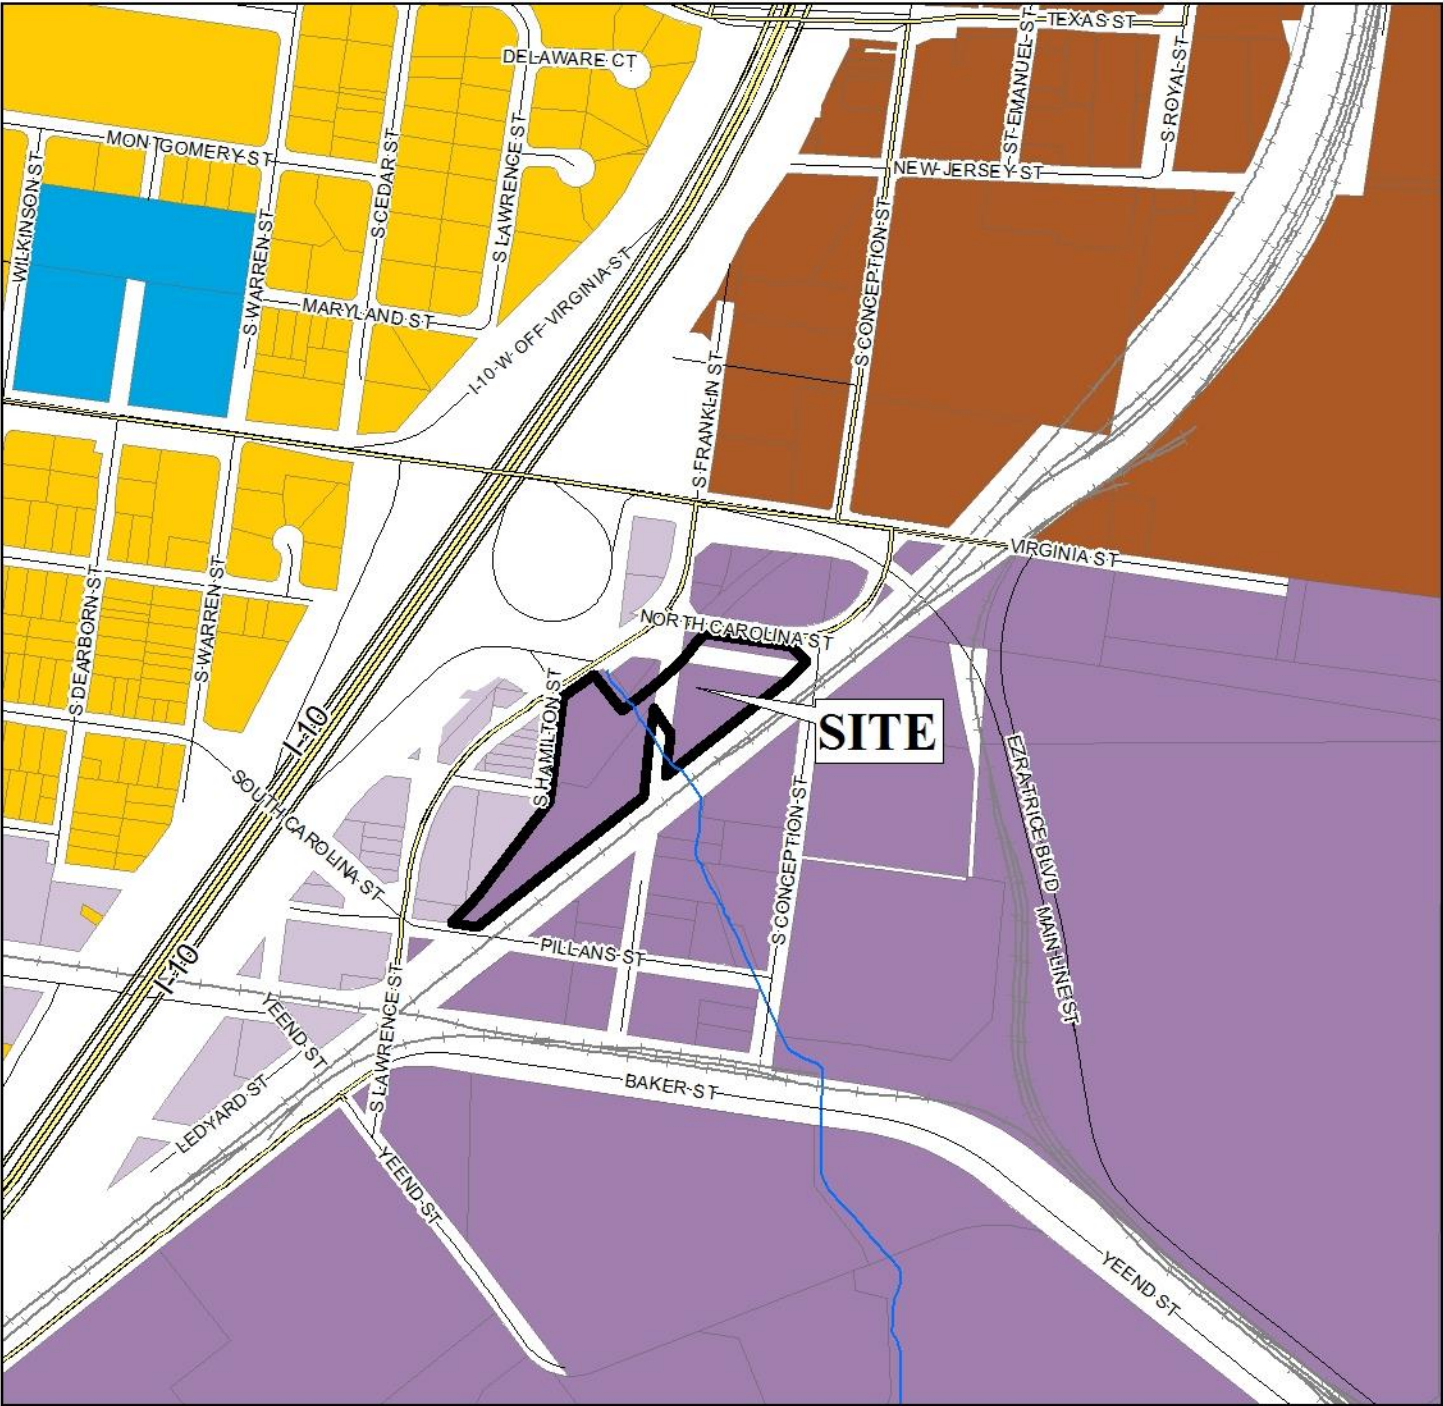 TEXAS ST
DELAWARE CT
S ROYAL ST
ST EMANUEL ST
MONTGOMERY ST
S CEDAR ST
S LAWRENCE ST
NEW JERSEY ST
WILKINSON ST
S WARREN ST
S CONCEPTION ST
MARYLAND ST
I-10 W OFF VIRGINIA ST
S FRANKLIN ST
VIRGINIA ST
S DEARBORN ST
S WARREN ST
NORTH CAROLINA ST
S HAMILTON ST
I-10
SITE
SOUTH CAROLINA ST
EZRA TRICE BLVD
S CONCEPTION ST
MAIN LINE ST
PILLANS ST
I-10
YEEND ST
S LAWRENCE ST
BAKER ST
LEDYARD ST
YEEND ST
YEEND ST